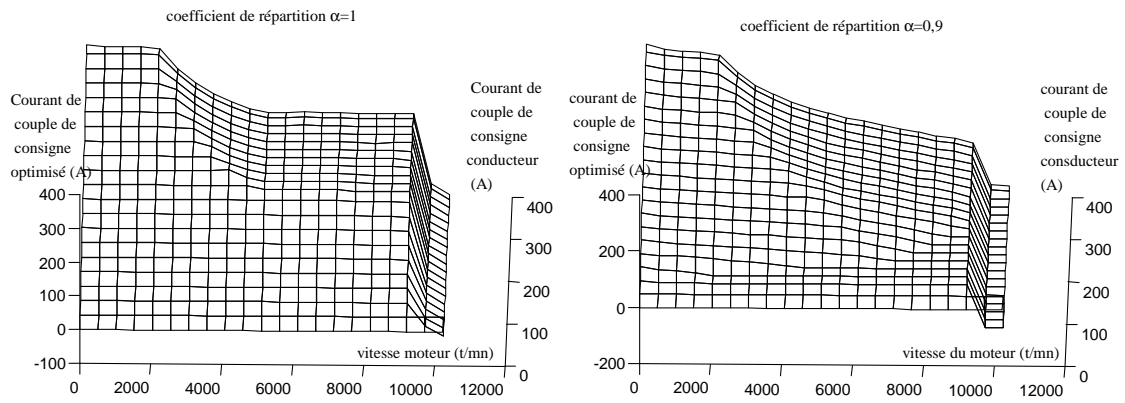 coefficient de répartition α=1
Courant de
couple de
consigne
optimisé (A)
Courant de
couple de
consigne
conducteur
(A)
400
300
200
100
0
-100
400
300
200
100
0
vitesse moteur (t/mn)
0 2000 4000 6000 8000 10000 12000
coefficient de répartition α=0,9
courant de
couple de
consigne
optimisé (A)
courant de
couple de
consigne
consducteur
(A)
400
200
0
-200
400
300
200
100
0
vitesse du moteur (t/mn)
0 2000 4000 6000 8000 10000 12000